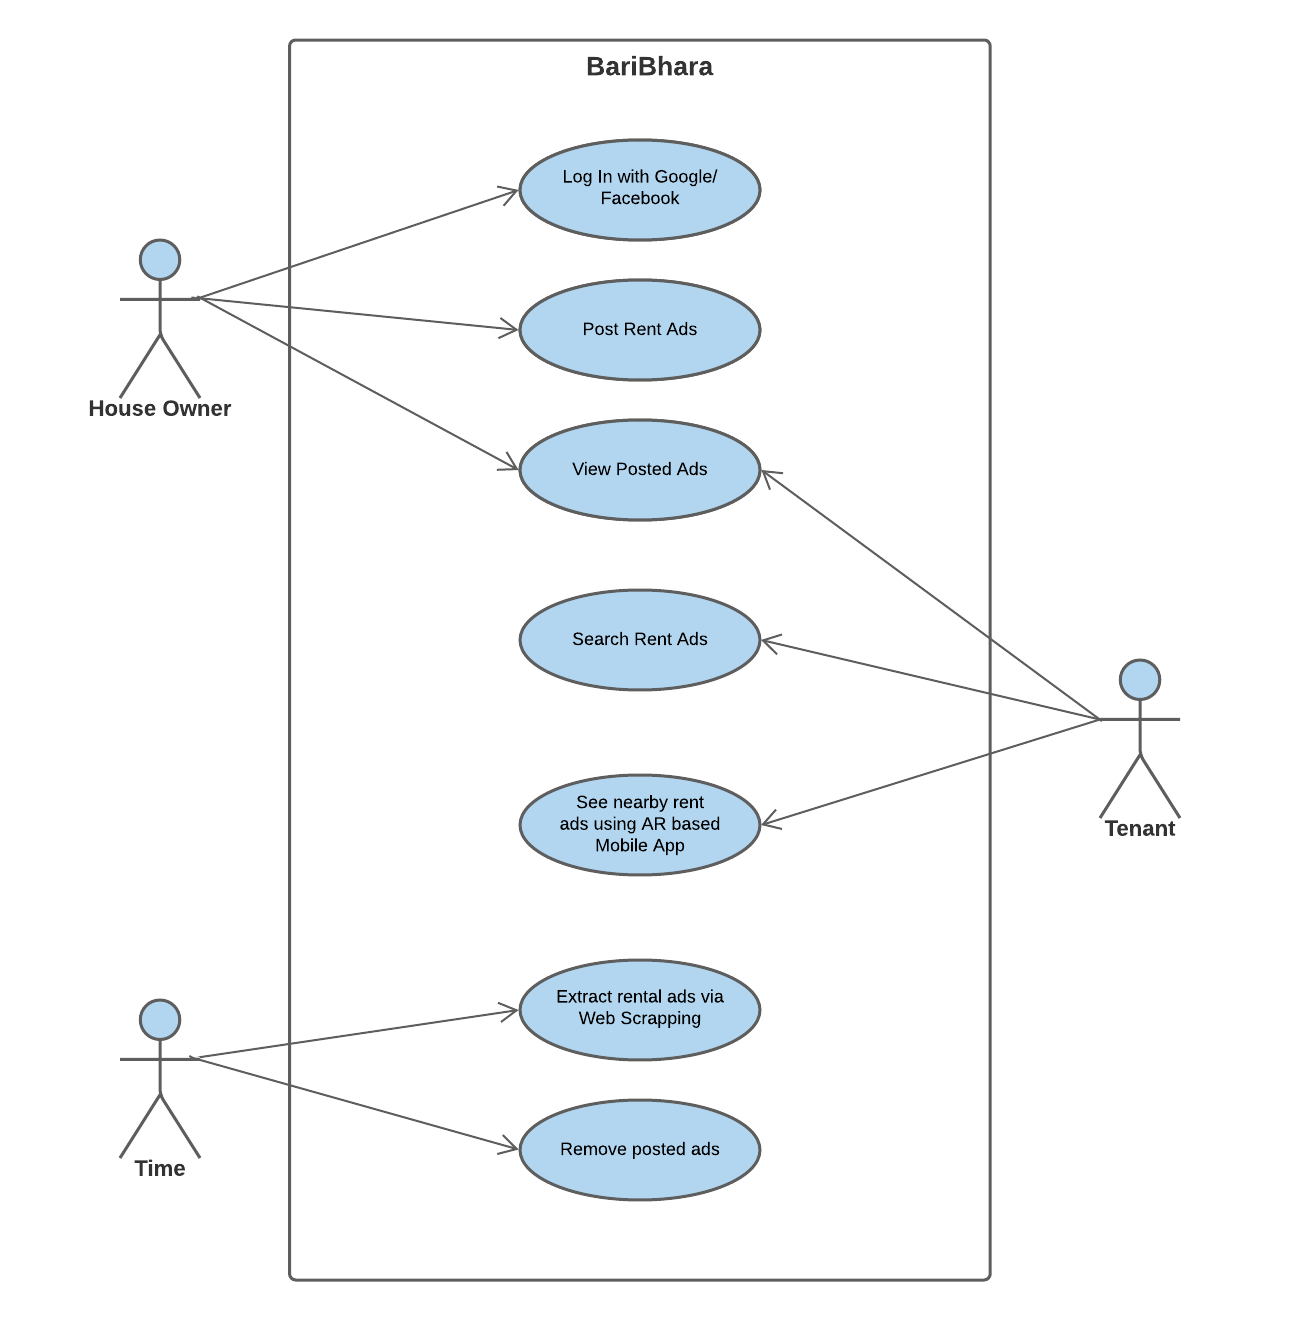 BariBhara
Log In with Google/
Facebook
Post Rent Ads
House Owner
View Posted Ads
Search Rent Ads
See nearby rent
ads using AR based
Mobile App
Tenant
Extract rental ads via
Web Scrapping
Remove posted ads
Time